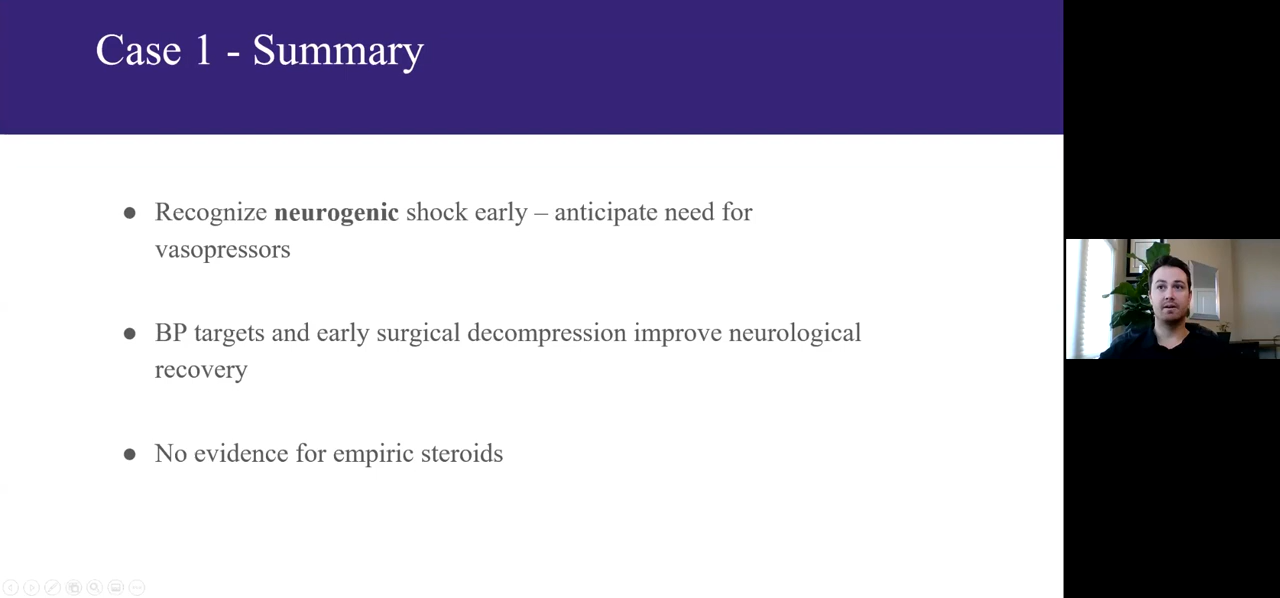 Case 1 - Summary
● Recognize neurogenic shock early – anticipate need for
vasopressors
● BP targets and early surgical decompression improve neurological
recovery
● No evidence for empiric steroids